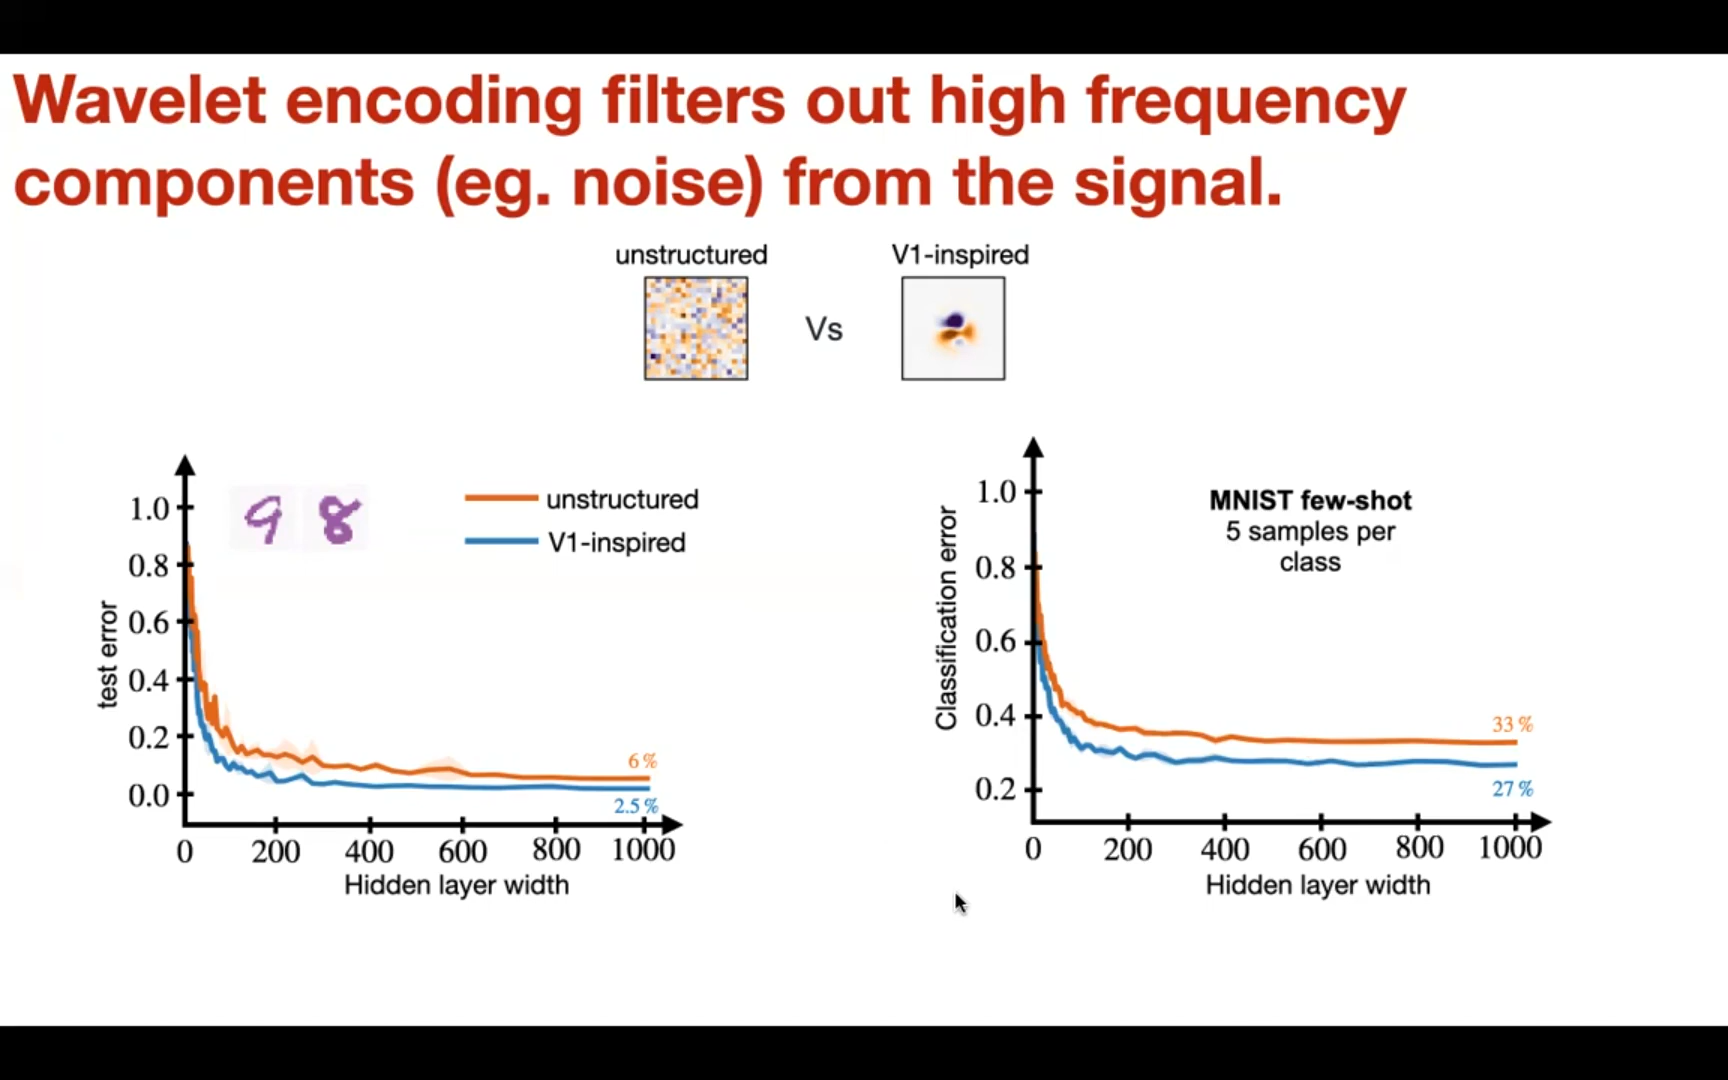 Wavelet encoding filters out high frequency
components (eg. noise) from the signal.
unstructured
Vs
V1-inspired
1.0
0.8
0.6
0.4
0.2
0.0
test error
9 8
unstructured
V1-inspired
6 %
2.5 %
0 200 400 600 800 1000
Hidden layer width
1.0
0.8
0.6
0.4
0.2
Classification error
MNIST few-shot
5 samples per
class
33 %
27 %
0 200 400 600 800 1000
Hidden layer width